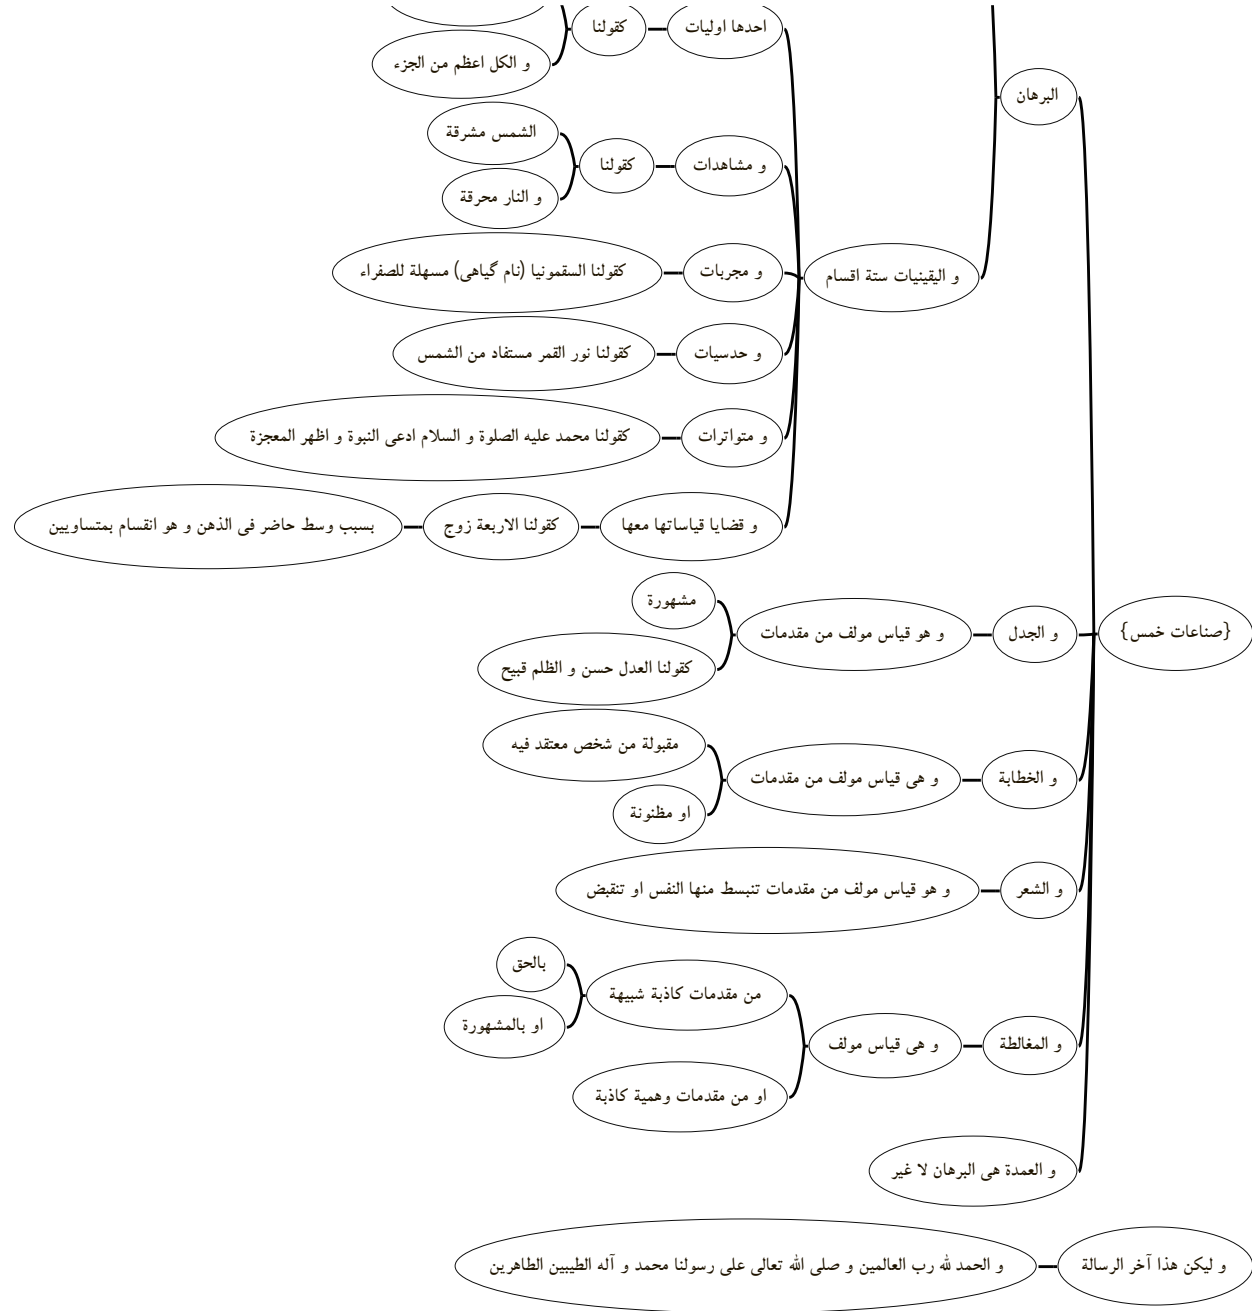 احدها اوليات
كقولنا
و الكل اعظم من الجزء
البرهان
و مشاهدات
كقولنا
الشمس مشرقة
و النار محرقة
و اليقينيات ستة اقسام
و مجربات
كقولنا السقمونيا (نام گیاهی) مسهلة للصفراء
و حدسيات
كقولنا نور القمر مستفاد من الشمس
و متواترات
كقولنا محمد عليه الصلوة و السلام ادعى النبوة و اظهر المعجزة
و قضايا قياساتها معها
كقولنا الاربعة زوج
بسبب وسط حاضر فى الذهن و هو انقسام بمتساويين
{صناعات خمس}
و الجدل
و هو قياس مولف من مقدمات
مشهورة
كقولنا العدل حسن و الظلم قبيح
و الخطابة
و هى قياس مولف من مقدمات
مقبولة من شخص معتقد فيه
او مظنونة
و الشعر
و هو قياس مولف من مقدمات تنبسط منها النفس او تنقبض
و المغالطة
و هى قياس مولف
من مقدمات كاذبة شبيهة
بالحق
او بالمشهورة
او من مقدمات وهمية كاذبة
و العمدة هى البرهان لا غير
و ليكن هذا آخر الرسالة
و الحمد لله رب العالمين و صلى الله تعالى على رسولنا محمد و آله الطيبين الطاهرين